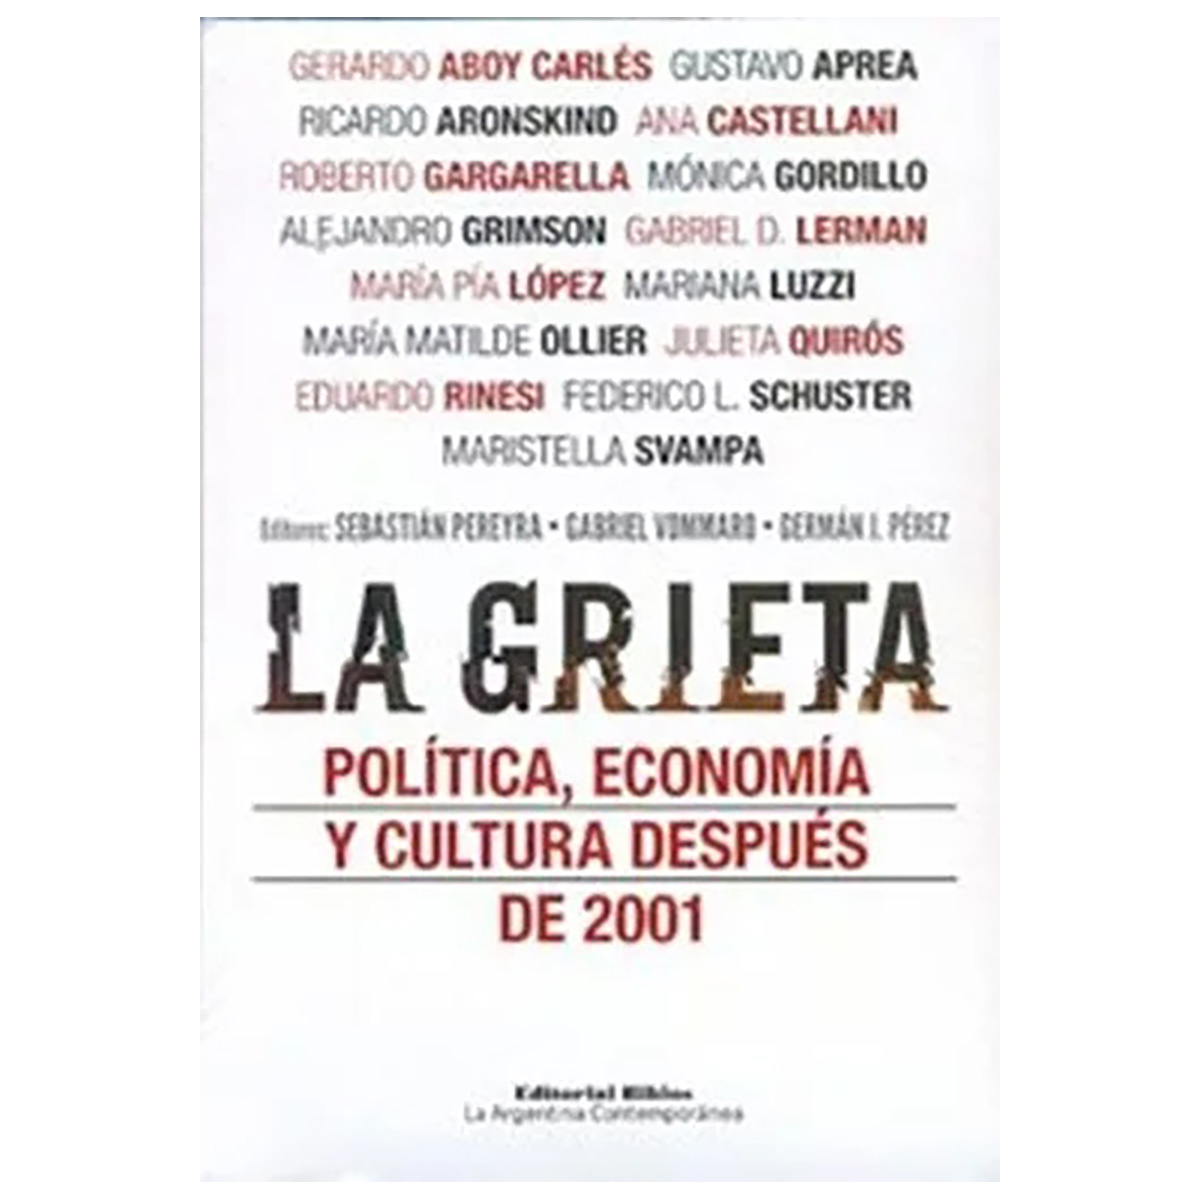 GERARDO ABOY CARLÉS GUSTAVO APREA
RICARDO ARONSKIND ANA CASTELLANI
ROBERTO GARGARELLA MÓNICA GORDILLO
ALEJANDRO GRIMSON GABRIEL D. LERMAN
MARÍA PÍA LÓPEZ MARIANA LUZZI
MARÍA MATILDE OLLIER JULIETA QUIRÓS
EDUARDO RINESI FEDERICO L. SCHUSTER
MARISTELLA SVAMPA
Editores: SEBASTIÁN PEREYRA • GABRIEL VOMMARO • GERMÁN J. PÉREZ
LA GRIETA
POLÍTICA, ECONOMÍA
Y CULTURA DESPUÉS
DE 2001
Editorial Biblos
La Argentina Contemporánea